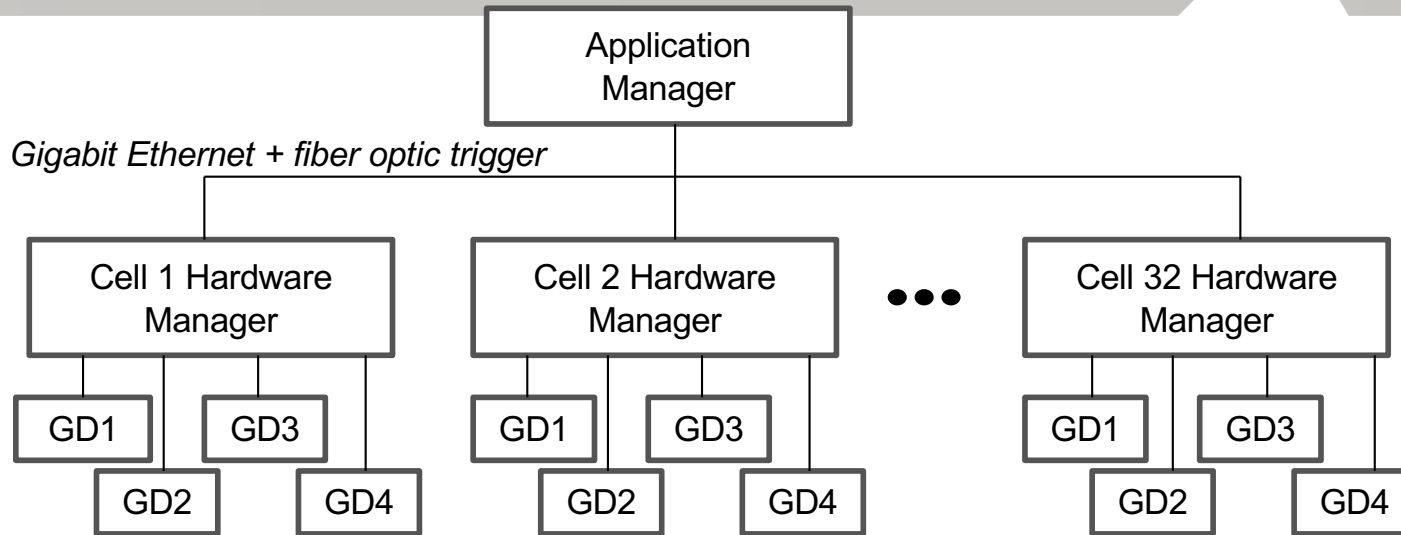 Application
Manager
Gigabit Ethernet + fiber optic trigger
Cell 1 Hardware
Manager
Cell 2 Hardware
Manager
Cell 32 Hardware
Manager
GD1
GD3
GD1
GD3
GD1
GD3
GD2
GD4
GD2
GD4
GD2
GD4